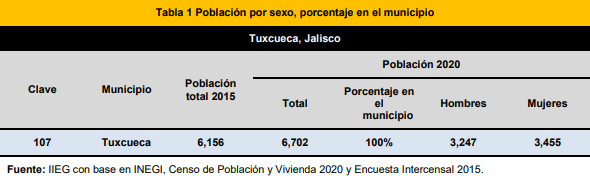 Tabla 1 Población por sexo, porcentaje en el municipio
Tuxcueca, Jalisco
Clave
Municipio
Población
total 2015
Población 2020
Total
Porcentaje en
el
municipio
Hombres
Mujeres
107 Tuxcueca 6,156 6,702 100% 3,247 3,455
Fuente: IIEG con base en INEGI, Censo de Población y Vivienda 2020 y Encuesta Intercensal 2015.